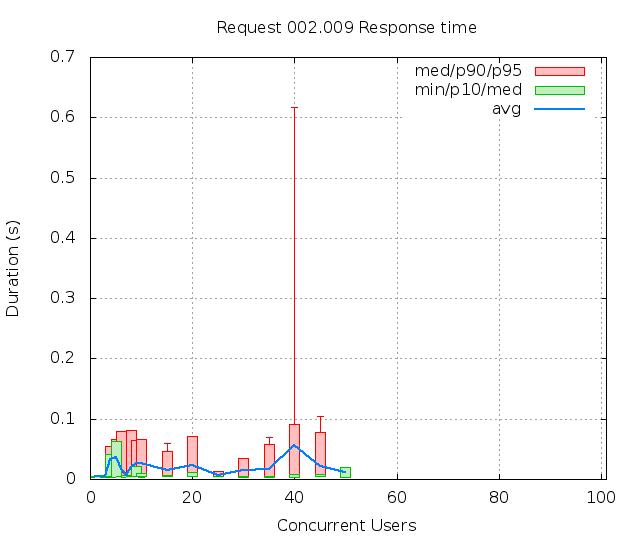 Request 002.009 Response time
0.7
0.6
0.5
0.4
0.3
0.2
0.1
0
Duration (s)
med/p90/p95
min/p10/med
avg
0 20 40 60 80 100
Concurrent Users